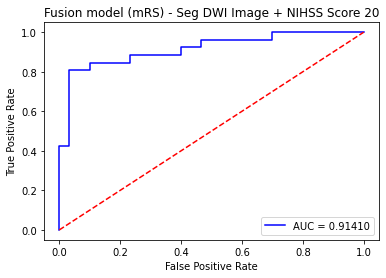 Fusion model (mRS) - Seg DWI Image + NIHSS Score 20
1.0
0.8
0.6
0.4
0.2
0.0
True Positive Rate
AUC = 0.91410
0.0 0.2 0.4 0.6 0.8 1.0
False Positive Rate